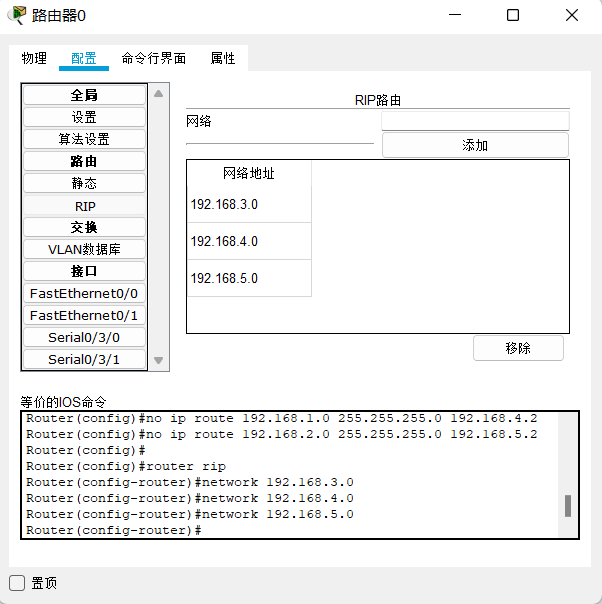 路由器0
物理 配置 命令行界面 属性
全局
设置
算法设置
路由
静态
RIP
交换
VLAN数据库
接口
FastEthernet0/0
FastEthernet0/1
Serial0/3/0
Serial0/3/1
RIP路由
网络
添加
网络地址
192.168.3.0
192.168.4.0
192.168.5.0
移除
等价的IOS命令
Router(config)#no ip route 192.168.1.0 255.255.255.0 192.168.4.2
Router(config)#no ip route 192.168.2.0 255.255.255.0 192.168.5.2
Router(config)#
Router(config)#router rip
Router(config-router)#network 192.168.3.0
Router(config-router)#network 192.168.4.0
Router(config-router)#network 192.168.5.0
Router(config-router)#
置顶